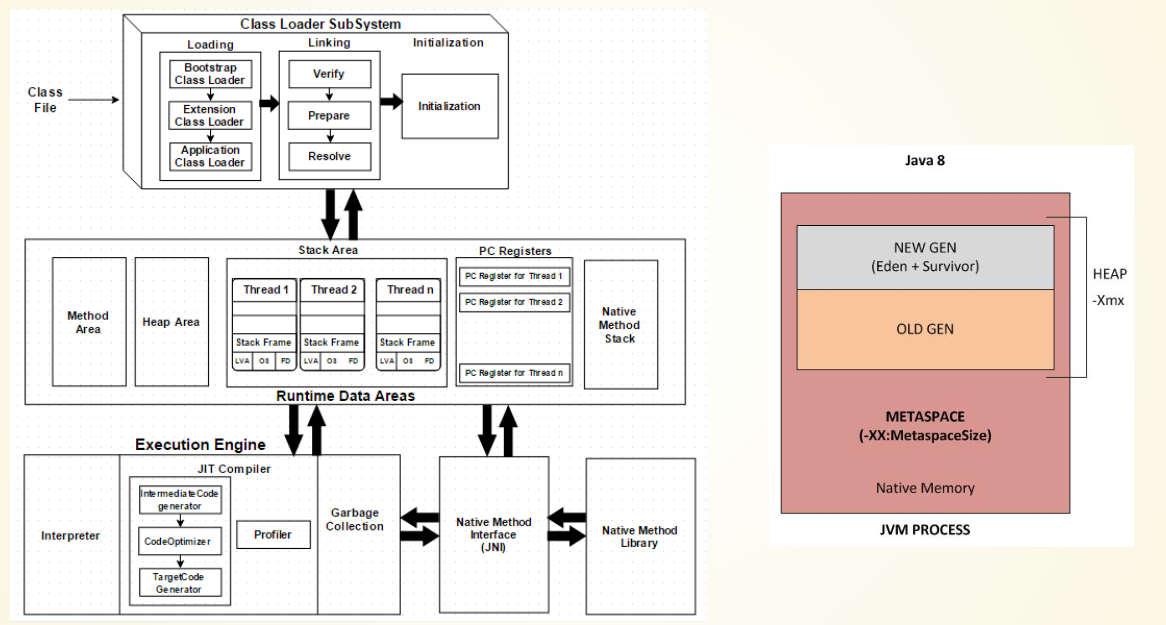 Class Loader SubSystem
Loading
Linking
Initialization
Class
File
Bootstrap
Class Loader
Extension
Class Loader
Application
Class Loader
Verify
Prepare
Resolve
Initialization
Stack Area
PC Registers
Method
Area
Heap Area
Thread 1
Stack Frame
LVA
OS
FD
Thread 2
Stack Frame
LVA
OS
FD
Thread n
Stack Frame
LVA
OS
FD
PC Register for Thread 1
PC Register for Thread 2
PC Register for Thread n
Native
Method
Stack
Runtime Data Areas
Execution Engine
Interpreter
JIT Compiler
IntermediateCode
generator
CodeOptimizer
TargetCode
Generator
Profiler
Garbage
Collection
Native Method
Interface
(JNI)
Native Method
Library
Java 8
NEW GEN
(Eden + Survivor)
OLD GEN
HEAP
-Xmx
METASPACE
(-XX:MetaspaceSize)
Native Memory
JVM PROCESS